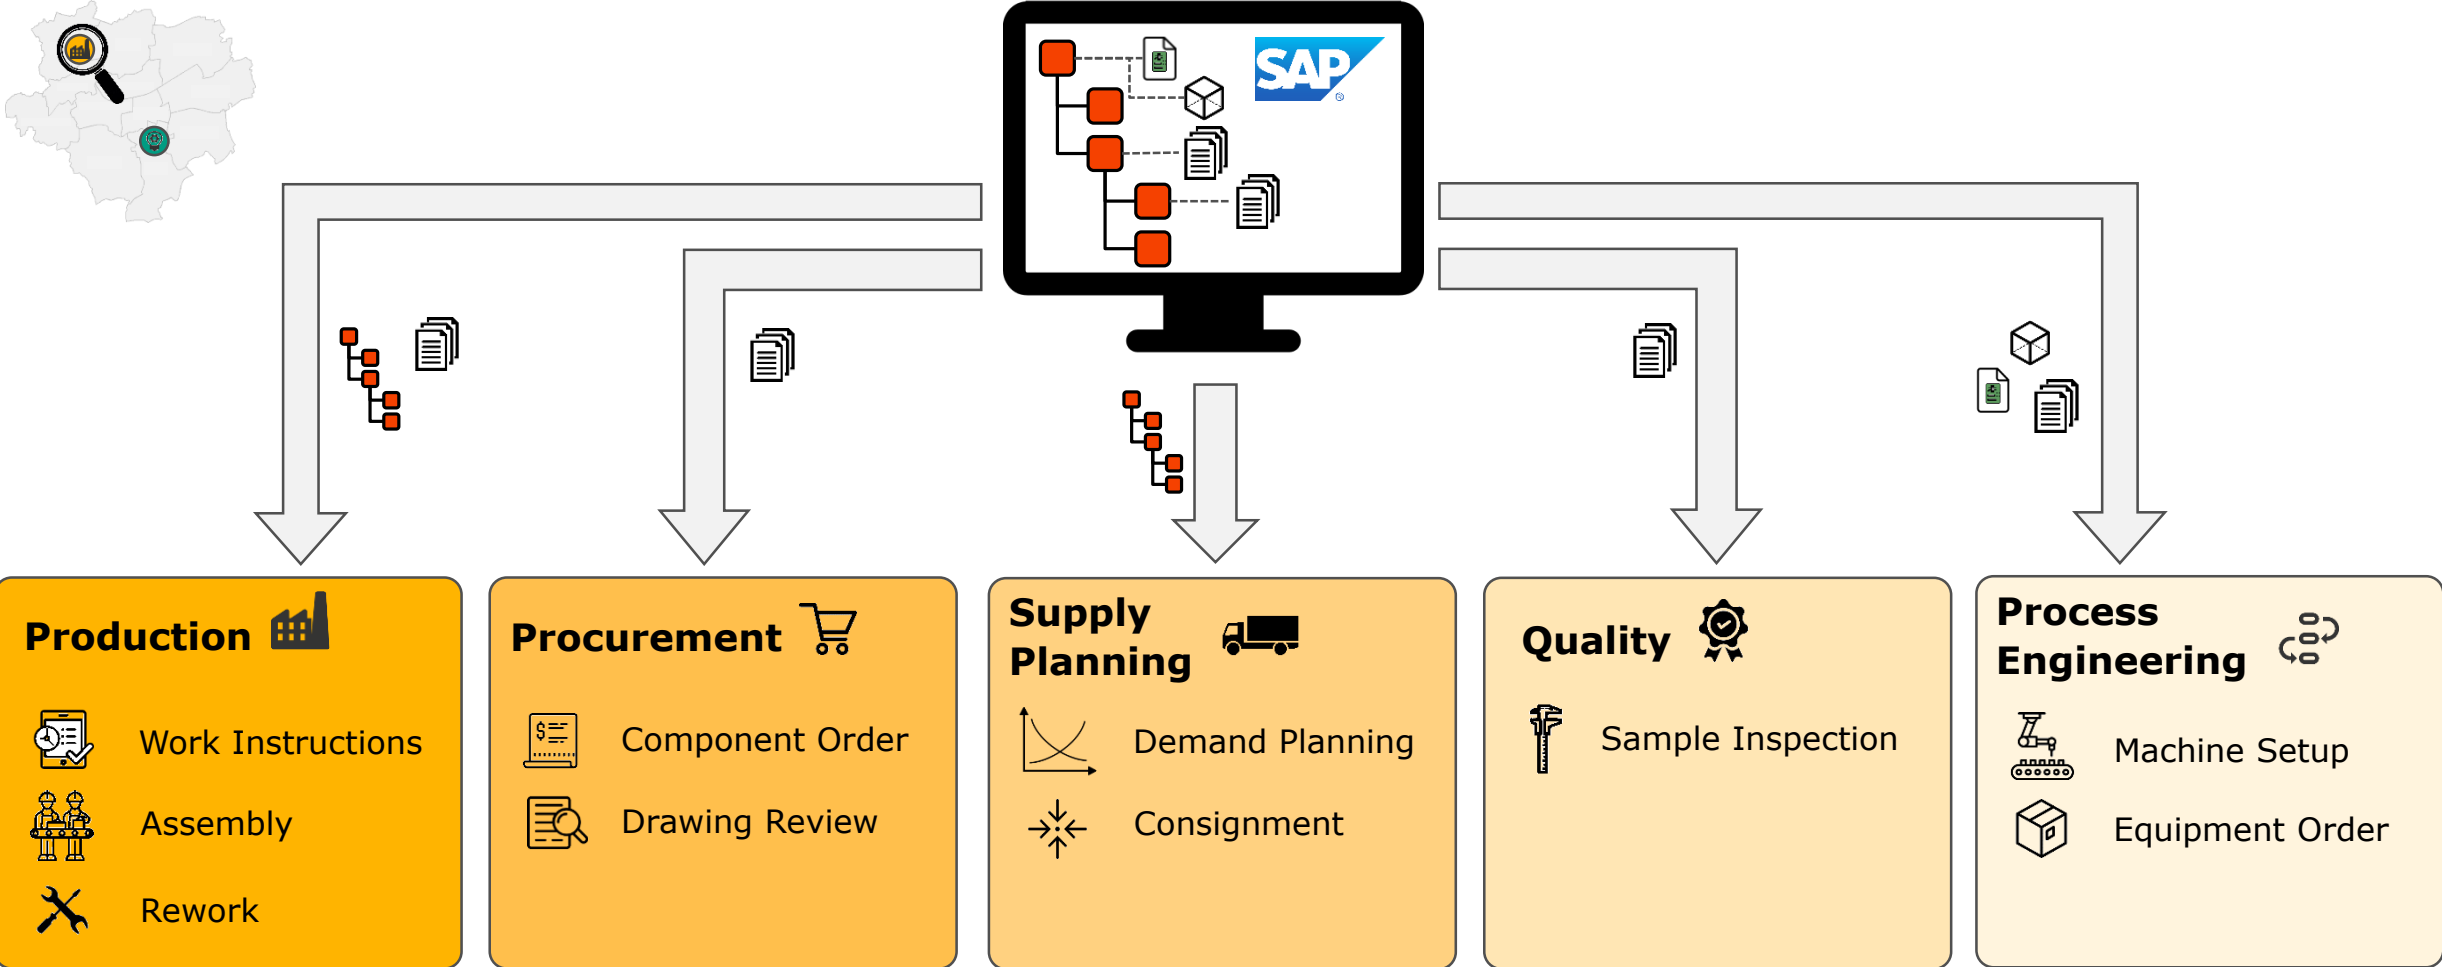 SAP
Production
Work Instructions
Assembly
Rework
Procurement
Component Order
Drawing Review
Supply
Planning
Demand Planning
Consignment
Quality
Sample Inspection
Process
Engineering
Machine Setup
Equipment Order